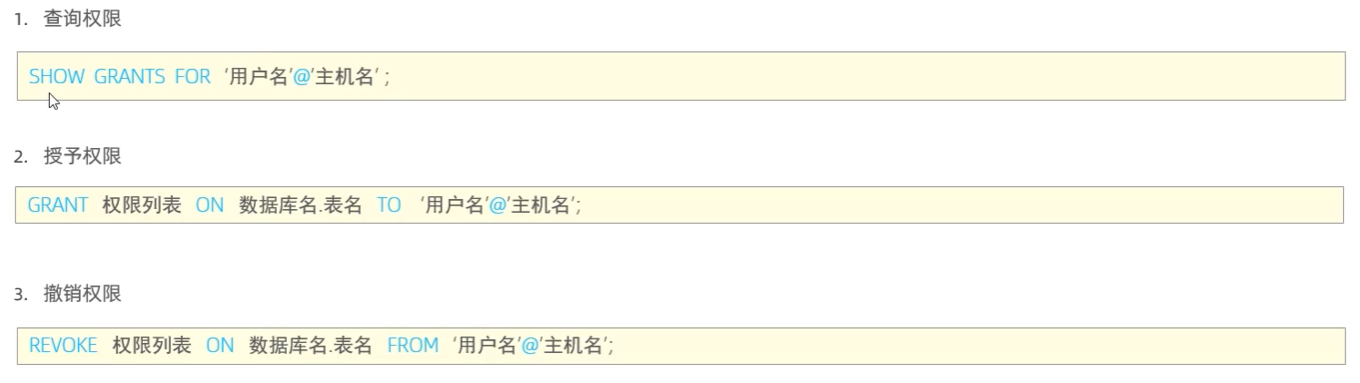 1. 查询权限
SHOW GRANTS FOR '用户名'@'主机名' ;
2. 授予权限
GRANT 权限列表 ON 数据库名.表名 TO '用户名'@'主机名';
3. 撤销权限
REVOKE 权限列表 ON 数据库名.表名 FROM '用户名'@'主机名';